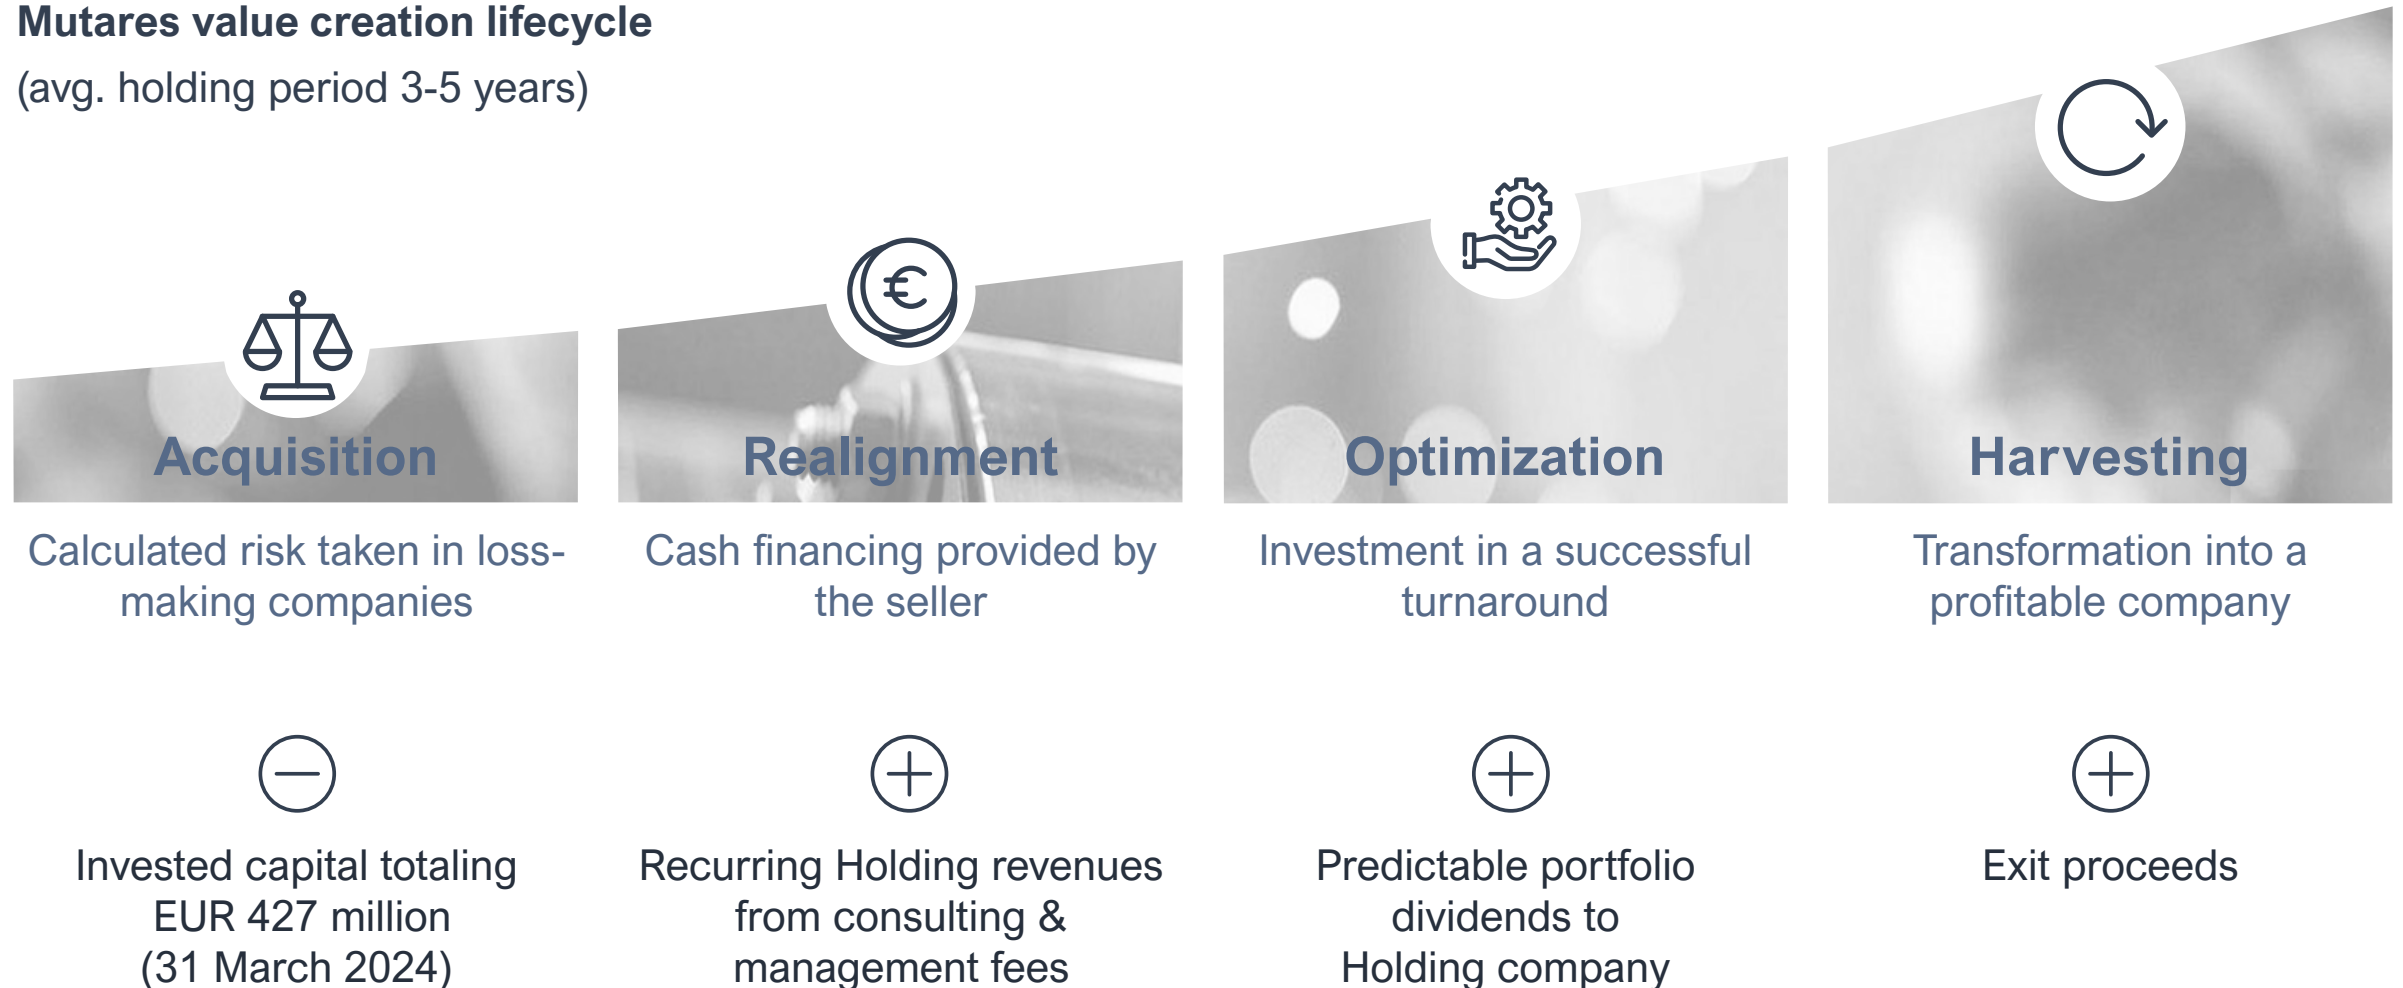 Mutares value creation lifecycle
(avg. holding period 3-5 years)
€
Acquisition
Calculated risk taken in loss-
making companies
Invested capital totaling
EUR 427 million
(31 March 2024)
Realignment
Cash financing provided by
the seller
Recurring Holding revenues
from consulting &
management fees
Optimization
Investment in a successful
turnaround
Predictable portfolio
dividends to
Holding company
Harvesting
Transformation into a
profitable company
Exit proceeds